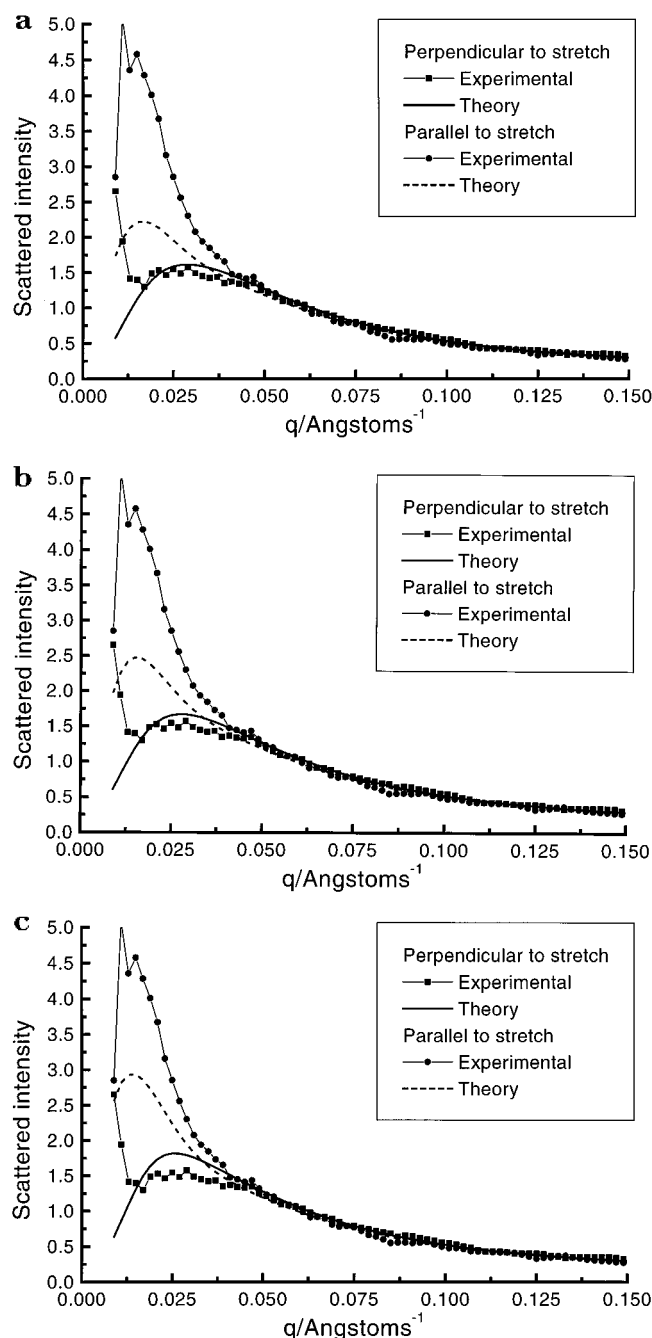 a
5.0
4.5
4.0
3.5
3.0
2.5
2.0
1.5
1.0
0.5
0.0
Scattered intensity
Perpendicular to stretch
Experimental
Theory
Parallel to stretch
Experimental
Theory
0.000 0.025 0.050 0.075 0.100 0.125 0.150
q/Angstoms⁻¹
b
5.0
4.5
4.0
3.5
3.0
2.5
2.0
1.5
1.0
0.5
0.0
Scattered intensity
Perpendicular to stretch
Experimental
Theory
Parallel to stretch
Experimental
Theory
0.000 0.025 0.050 0.075 0.100 0.125 0.150
q/Angstoms⁻¹
c
5.0
4.5
4.0
3.5
3.0
2.5
2.0
1.5
1.0
0.5
0.0
Scattered intensity
Perpendicular to stretch
Experimental
Theory
Parallel to stretch
Experimental
Theory
0.000 0.025 0.050 0.075 0.100 0.125 0.150
q/Angstoms⁻¹